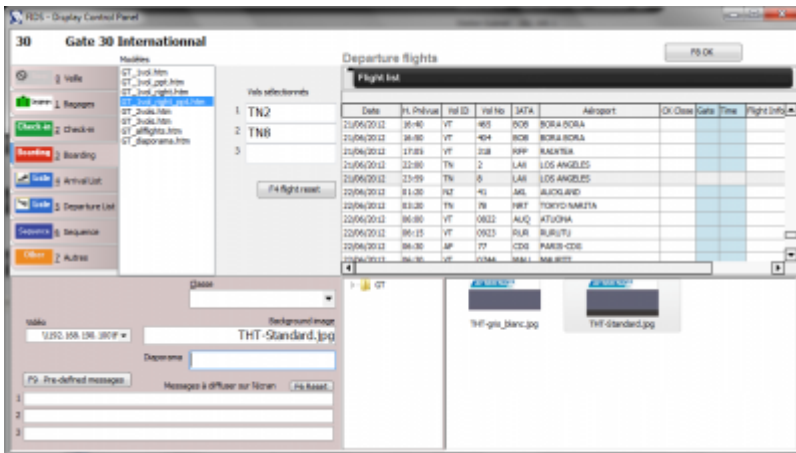 FIDS - Display Control Panel
30 Gate 30 Internationnal
F8 OK
Modèles
Departure flights
Flight list
0 Veille
1 Bagages
Check-in 2 Check-in
Boarding 3 Boarding
4 Arrival List
5 Departure List
Sequence 6 Sequence
Other 7 Autres
GT_1vol.htm
GT_1vol_ppt.htm
GT_1vol_right.htm
GT_1vol_right_ppt.htm
GT_2vols.htm
GT_3vols.htm
GT_allflights.htm
GT_diaporama.htm
Vols sélectionnés
1 TN2
2 TN8
3
F4 flight reset
Date H. Prévue Vol ID Vol No IATA Aéroport CK Close Gate Time Flight Info
21/06/2012 16:40 VT 465 BOB BORA BORA
21/06/2012 16:50 VT 404 BOB BORA BORA
21/06/2012 17:05 VT 218 RFP RAIATEA
21/06/2012 22:00 TN 2 LAX LOS ANGELES
21/06/2012 23:59 TN 8 LAX LOS ANGELES
22/06/2012 01:20 NZ 41 AKL AUCKLAND
22/06/2012 03:20 TN 78 NRT TOKYO NARITA
22/06/2012 06:00 VT 0822 AUQ ATUONA
22/06/2012 06:15 VT 0923 RUR RURUTU
22/06/2012 06:30 AF 77 CDG PARIS-CDG
22/06/2012 06:30 VT
Classe
Vidéo
Background image
THT-Standard.jpg
Diaporama
F9 Pre-defined messages
Messages à diffuser sur l'écran
F6 Reset
1
2
3
GT
THT-gris_blanc.jpg
THT-Standard.jpg